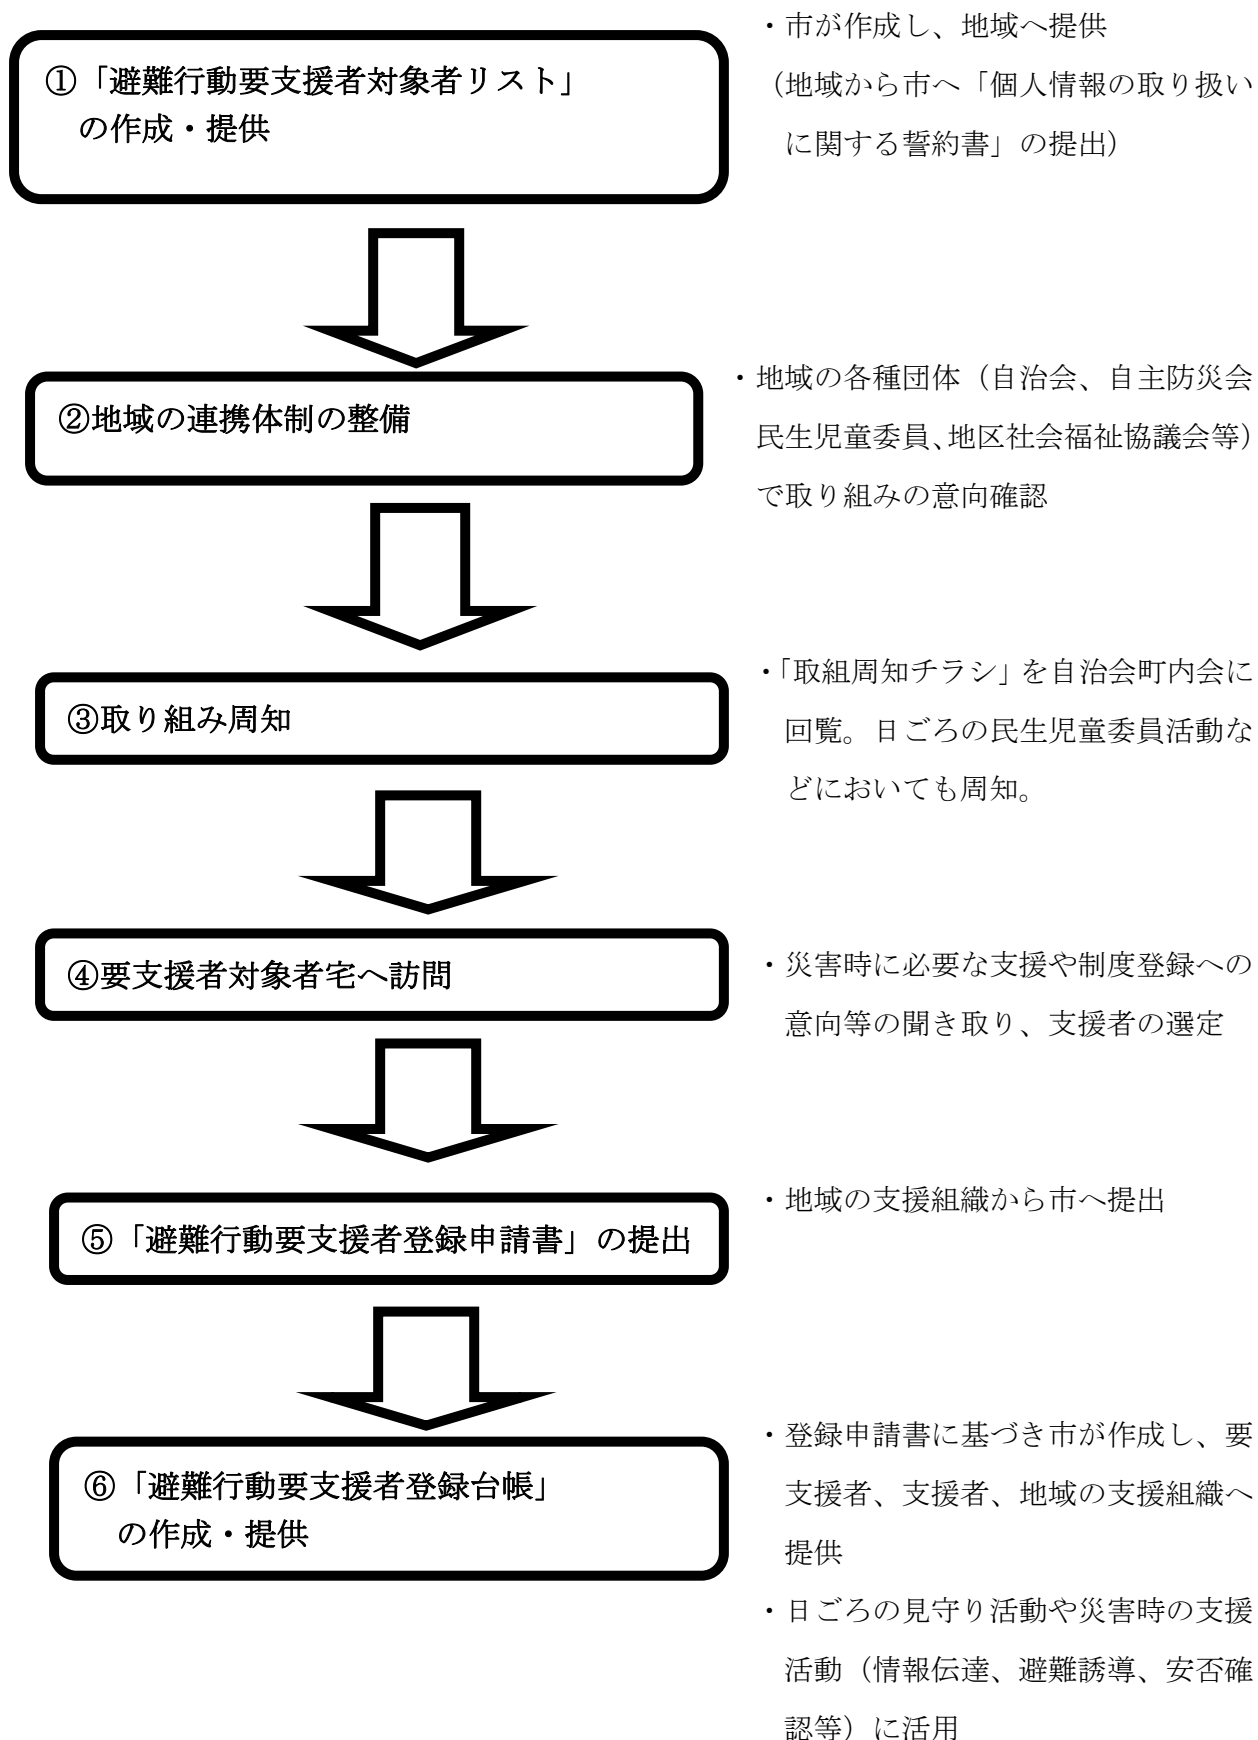 ・市が作成し、地域へ提供
①「避難行動要支援者対象者リスト」
の作成・提供
（地域から市へ「個人情報の取り扱い
に関する誓約書」の提出）
②地域の連携体制の整備
・地域の各種団体（自治会、自主防災会
民生児童委員、地区社会福祉協議会等）
で取り組みの意向確認
③取り組み周知
・「取組周知チラシ」を自治会町内会に
回覧。日ごろの民生児童委員活動な
どにおいても周知。
④要支援者対象者宅へ訪問
・災害時に必要な支援や制度登録への
意向等の聞き取り、支援者の選定
⑤「避難行動要支援者登録申請書」の提出
・地域の支援組織から市へ提出
⑥「避難行動要支援者登録台帳」
の作成・提供
・登録申請書に基づき市が作成し、要
支援者、支援者、地域の支援組織へ
提供
・日ごろの見守り活動や災害時の支援
活動（情報伝達、避難誘導、安否確
認等）に活用